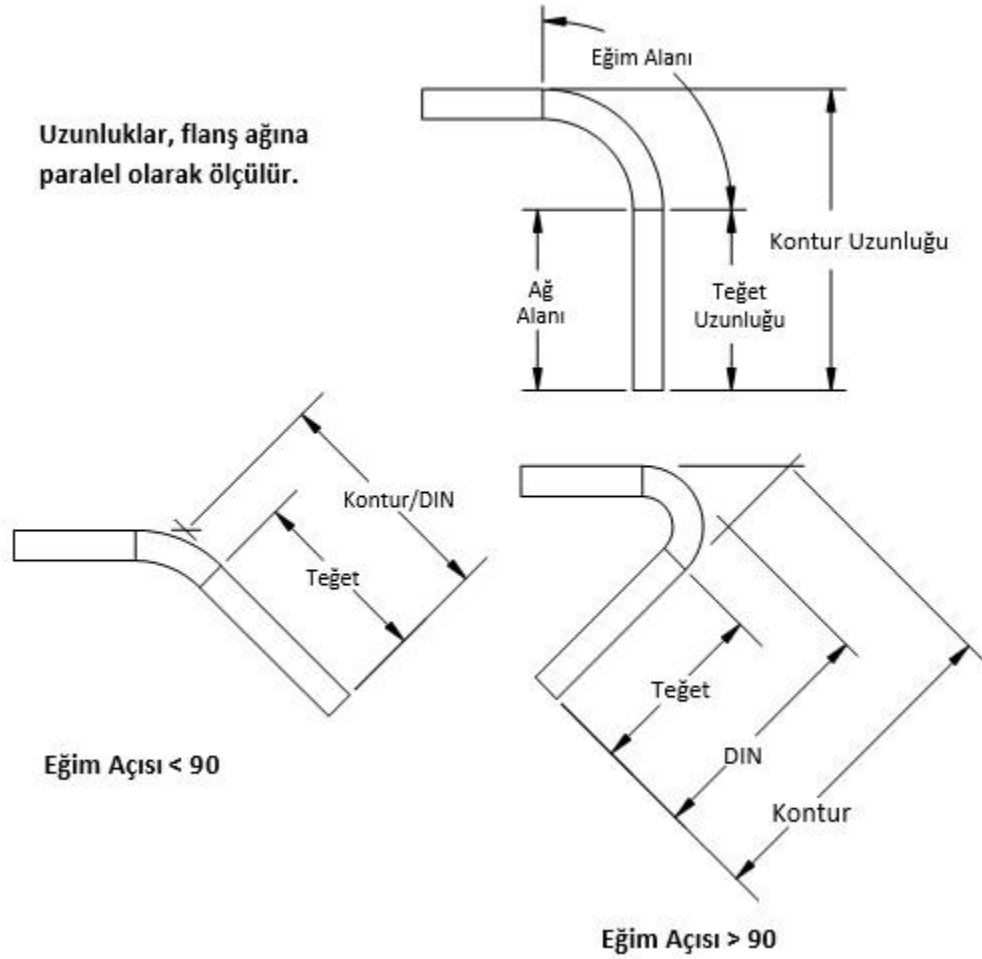 Eğim Alanı
Uzunluklar, flanş ağına
paralel olarak ölçülür.
Kontur Uzunluğu
Ağ
Alanı
Teğet
Uzunluğu
Kontur/DIN
Teğet
Eğim Açısı < 90
Teğet
DIN
Kontur
Eğim Açısı > 90